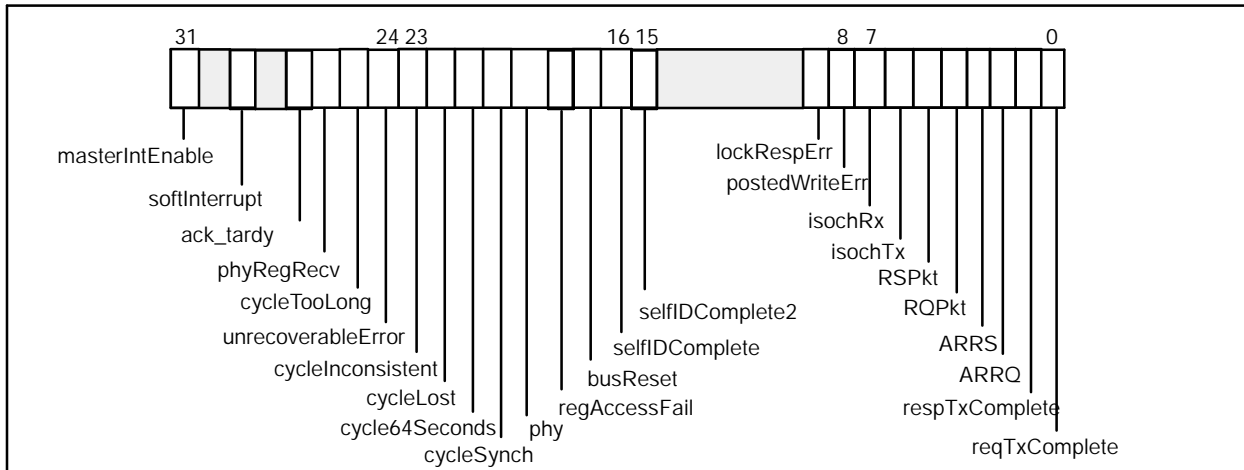 31 24 23 16 15 8 7 0
masterIntEnable
softInterrupt
ack_tardy
phyRegRecv
cycleTooLong
unrecoverableError
cycleInconsistent
cycleLost
cycle64Seconds
cycleSynch
phy
regAccessFail
busReset
selfIDComplete
selfIDComplete2
lockRespErr
postedWriteErr
isochRx
isochTx
RSPkt
RQPkt
ARRS
ARRQ
respTxComplete
reqTxComplete